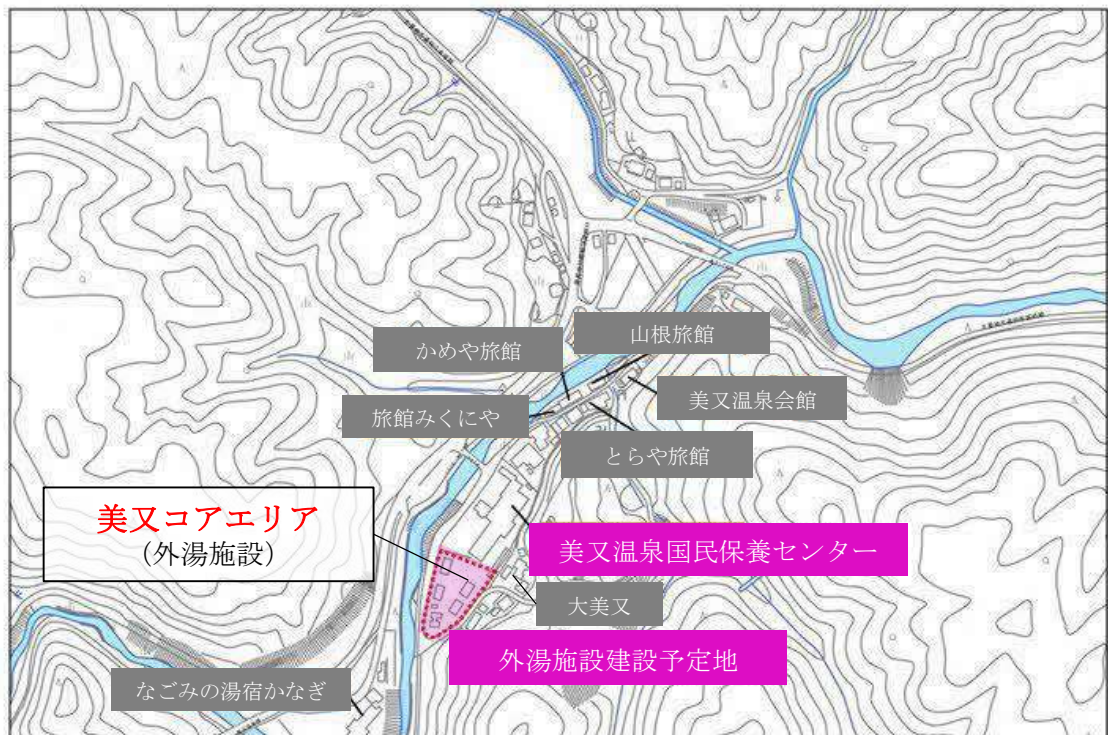 山根旅館
かめや旅館
美又温泉会館
旅館みくにや
とらや旅館
美又コアエリア
（外湯施設）
美又温泉国民保養センター
大美又
外湯施設建設予定地
なごみの湯宿かなぎ